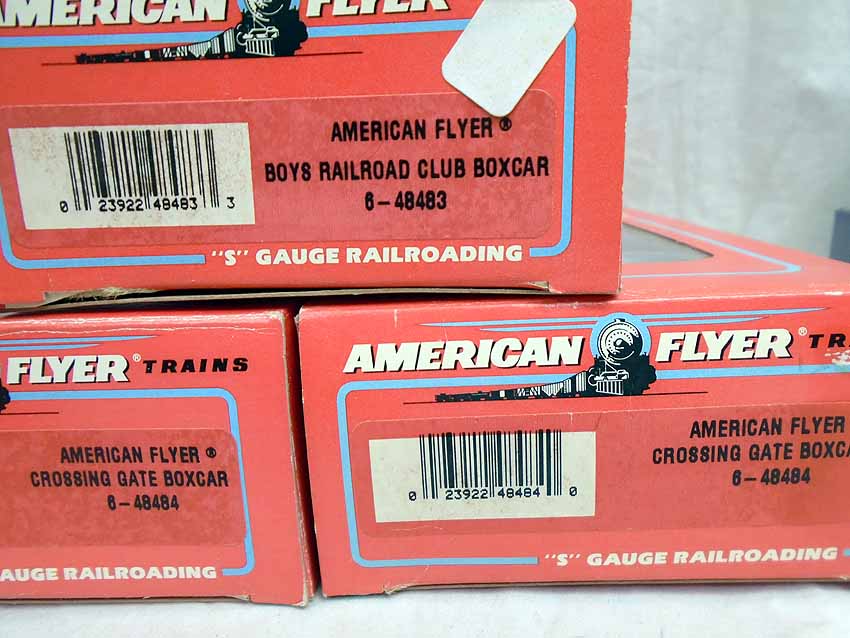 AMERICAN FLYER
AMERICAN FLYER ®
BOYS RAILROAD CLUB BOXCAR
6-48483
0 23922 48483 3
"S" GAUGE RAILROADING
FLYER ® TRAINS
AMERICAN FLYER ®
CROSSING GATE BOXCAR
6-48484
AUGE RAILROADING
AMERICAN FLYER ® TR
AMERICAN FLYER
CROSSING GATE BOXCA
6-48484
0 23922 48484 0
"S" GAUGE RAILROADING